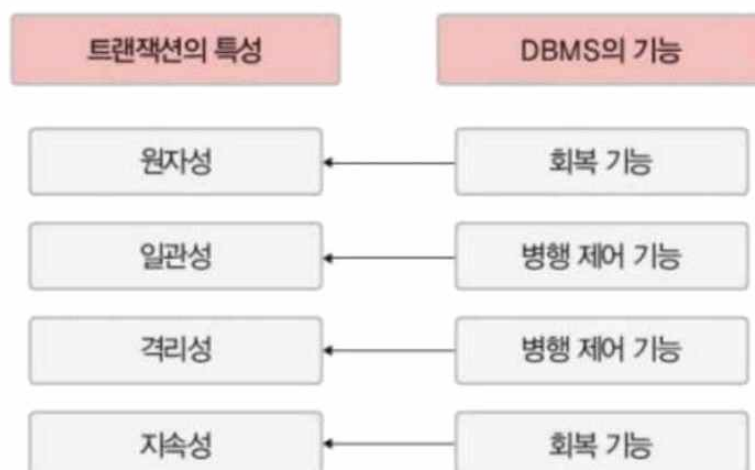 트랜잭션의 특성 DBMS의 기능
원자성 회복 기능
일관성 병행 제어 기능
격리성 병행 제어 기능
지속성 회복 기능